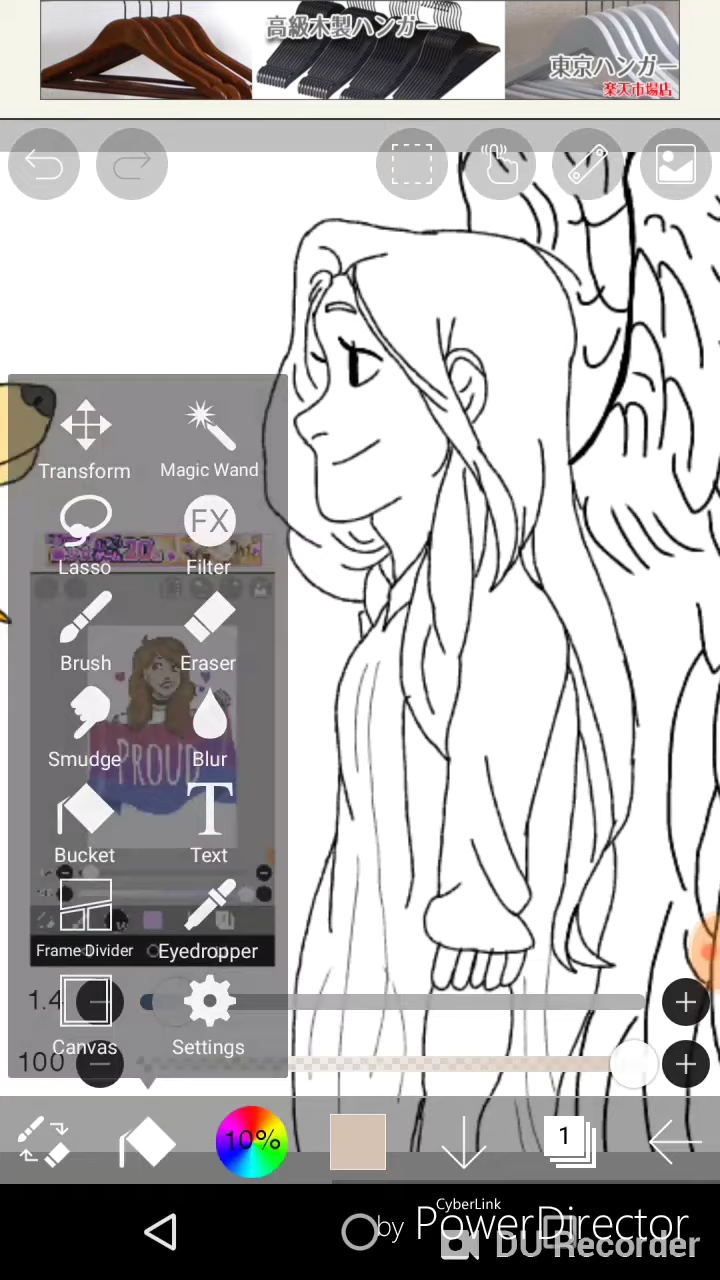 高級木製ハンガー
東京ハンガー
楽天市場店
Transform
Magic Wand
Lasso
FX
Filter
Brush
Eraser
Smudge
Blur
PROUD
T
Bucket
Text
Frame Divider
Eyedropper
1.4
Canvas
Settings
100
10%
1
CyberLink
by PowerDirector
DU Recorder